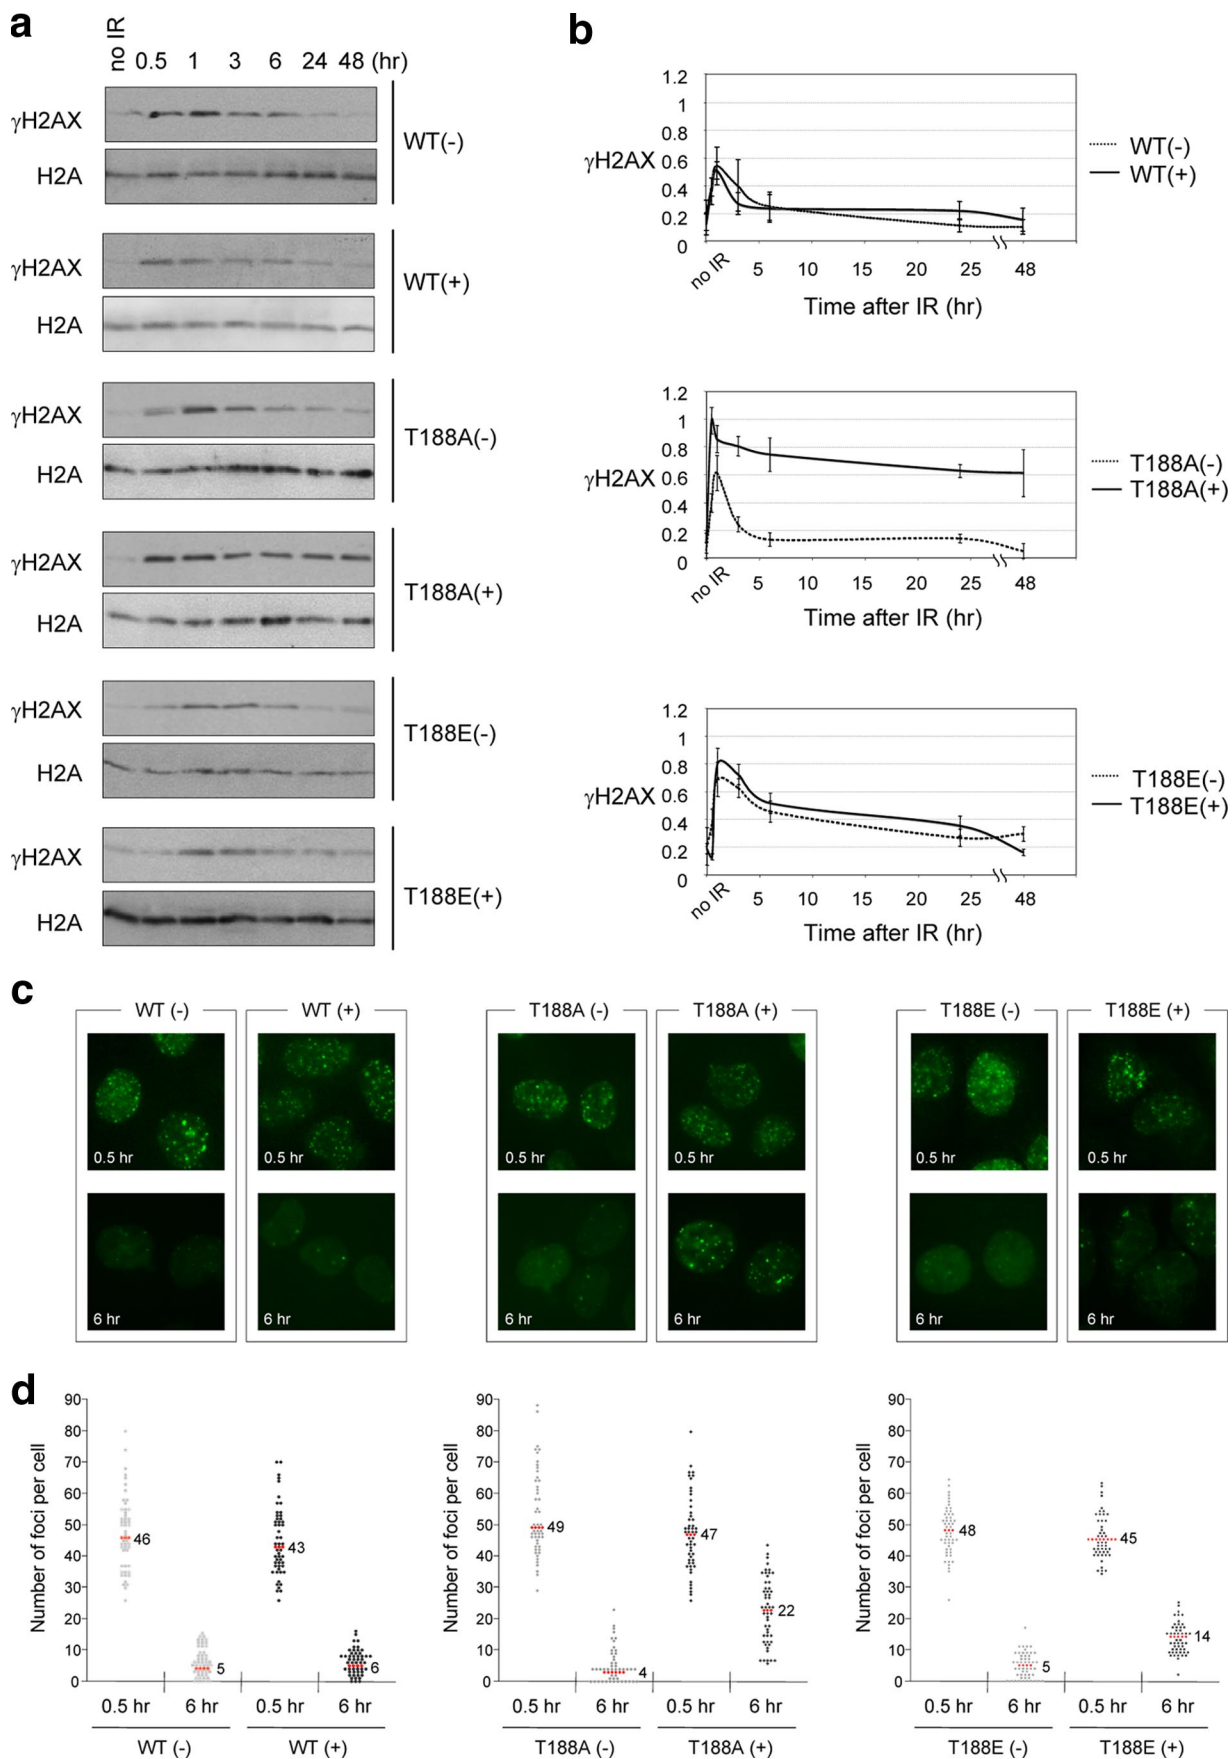 a
no IR 0.5 1 3 6 24 48 (hr)
γH2AX
H2A
WT(-)
γH2AX
H2A
WT(+)
γH2AX
H2A
T188A(-)
γH2AX
H2A
T188A(+)
γH2AX
H2A
T188E(-)
γH2AX
H2A
T188E(+)
b
1.2
1
0.8
0.6
0.4
0.2
0
γH2AX
no IR 5 10 15 20 25 48
Time after IR (hr)
WT(-)
WT(+)
1.2
1
0.8
0.6
0.4
0.2
0
γH2AX
no IR 5 10 15 20 25 48
Time after IR (hr)
T188A(-)
T188A(+)
1.2
1
0.8
0.6
0.4
0.2
0
γH2AX
no IR 5 10 15 20 25 48
Time after IR (hr)
T188E(-)
T188E(+)
c
WT (-) WT (+) T188A (-) T188A (+) T188E (-) T188E (+)
0.5 hr 0.5 hr 0.5 hr 0.5 hr 0.5 hr 0.5 hr
6 hr 6 hr 6 hr 6 hr 6 hr 6 hr
d
Number of foci per cell
90
80
70
60
50
40
30
20
10
0
46 5 43 6
0.5 hr 6 hr 0.5 hr 6 hr
WT (-) WT (+)
Number of foci per cell
90
80
70
60
50
40
30
20
10
0
49 4 47 22
0.5 hr 6 hr 0.5 hr 6 hr
T188A (-) T188A (+)
Number of foci per cell
90
80
70
60
50
40
30
20
10
0
48 5 45 14
0.5 hr 6 hr 0.5 hr 6 hr
T188E (-) T188E (+)